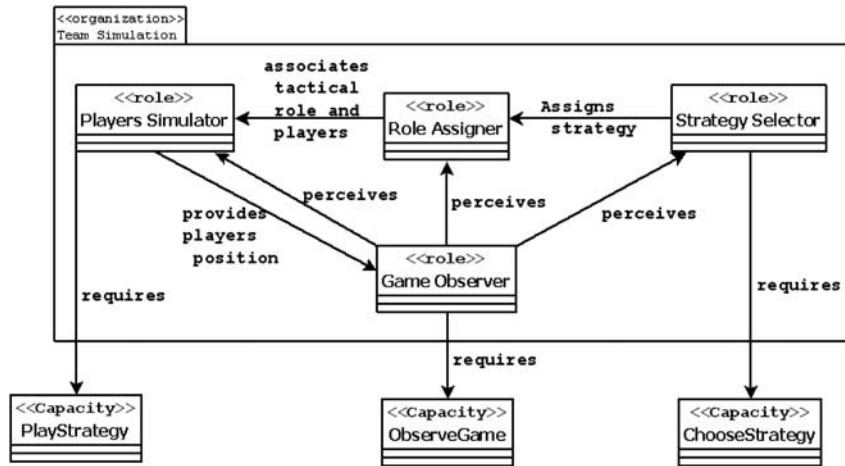 <<organization>>
Team Simulation
associates
tactical
role and
players
<<role>>
Players Simulator
<<role>>
Role Assigner
Assigns
strategy
<<role>>
Strategy Selector
perceives
perceives
perceives
provides
players
position
<<role>>
Game Observer
requires
requires
requires
<<Capacity>>
PlayStrategy
<<Capacity>>
ObserveGame
<<Capacity>>
ChooseStrategy